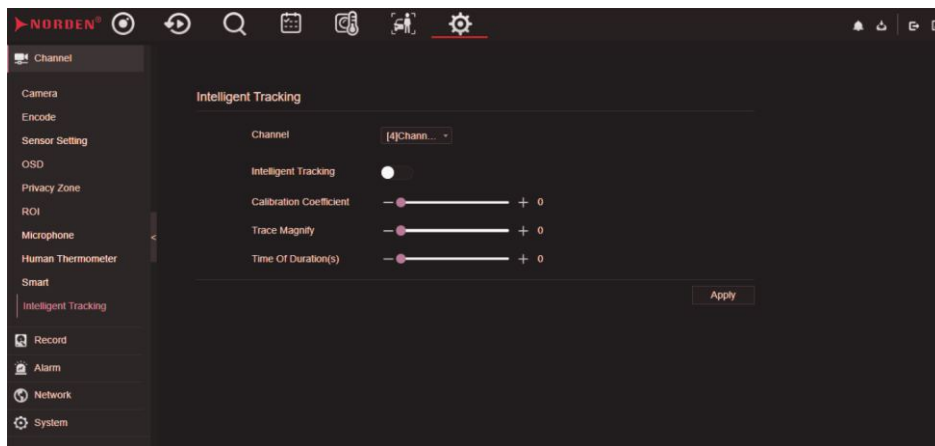 NORDEN®
Channel
Camera
Encode
Sensor Setting
OSD
Privacy Zone
ROI
Microphone
Human Thermometer
Smart
Intelligent Tracking
Record
Alarm
Network
System
Intelligent Tracking
Channel [4]Chann...
Intelligent Tracking
Calibration Coefficient − + 0
Trace Magnify − + 0
Time Of Duration(s) − + 0
Apply